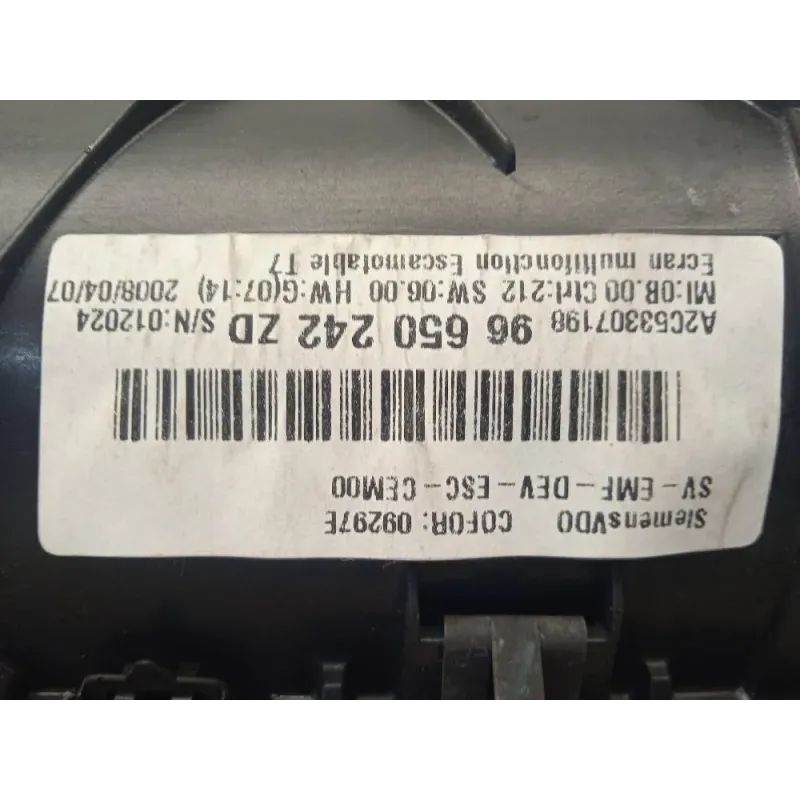 SiemensVDO COFOR: 09297E
SV-EMF-DEV-ESC-CEM00
A2C53307198 96 650 242 ZD S/N:012024
MI:08.00 Ctrl:212 SW:06.00 HW:G(07:14) 2008/04/07
Ecran multifonction Escamotable T7